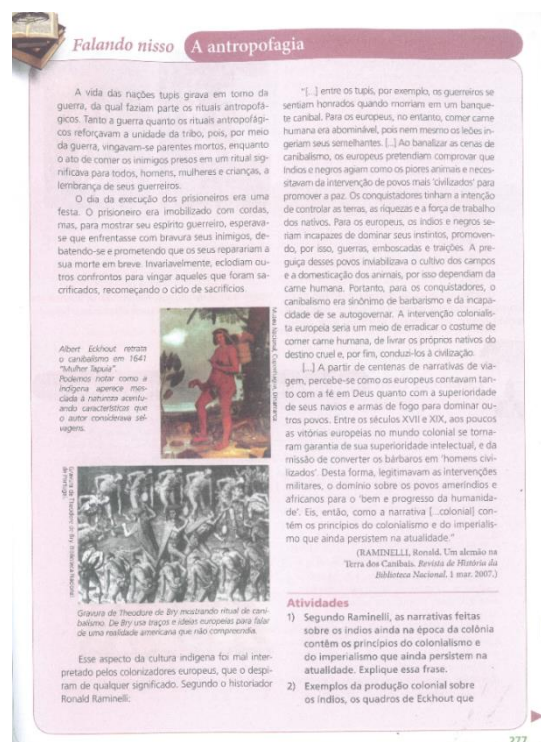 Falando nisso
A antropofagia
A vida das nações tupis girava em torno da
guerra, da qual faziam parte os rituais antropofá-
gicos. Tanto a guerra quanto os rituais antropofági-
cos reforçavam a unidade da tribo, pois, por meio
da guerra, vingavam-se parentes mortos, enquanto
o ato de comer os inimigos presos em um ritual sig-
nificava para todos, homens, mulheres e crianças, a
lembrança de seus guerreiros.
O dia da execução dos prisioneiros era uma
festa. O prisioneiro era imobilizado com cordas,
mas, para mostrar seu espírito guerreiro, esperava-
se que enfrentasse com bravura seus inimigos, de-
batendo-se e prometendo que os seus reparariam a
sua morte em breve. Invariavelmente, eclodiam ou-
tros confrontos para vingar aqueles que foram sa-
crificados, recomeçando o ciclo de sacrifícios.
Albert Eckhout retrata
o canibalismo em 1641
"Mulher Tapuia".
Podemos notar como a
indígena aparece mes-
clada à natureza acentu-
ando características que
o autor considerava sel-
vagens.
Museu Nacional, Copenhague, Dinamarca
Gravura de Theodore de Bry. Biblioteca Nacional
de Portugal.
Gravura de Theodore de Bry mostrando ritual de cani-
balismo. De Bry usa traços e ideias europeias para falar
de uma realidade americana que não compreendia.
Esse aspecto da cultura indígena foi mal inter-
pretado pelos colonizadores europeus, que o despi-
ram de qualquer significado. Segundo o historiador
Ronald Raminelli:
"[...] entre os tupis, por exemplo, os guerreiros se
sentiam honrados quando morriam em um banque-
te canibal. Para os europeus, no entanto, comer carne
humana era abominável, pois nem mesmo os leões in-
geriam seus semelhantes. [...] Ao banalizar as cenas de
canibalismo, os europeus pretendiam comprovar que
índios e negros agiam como os piores animais e neces-
sitavam da intervenção de povos mais 'civilizados' para
promover a paz. Os conquistadores tinham a intenção
de controlar as terras, as riquezas e a força de trabalho
dos nativos. Para os europeus, os índios e negros se-
riam incapazes de dominar seus instintos, promoven-
do, por isso, guerras, emboscadas e traições. A pre-
guiça desses povos inviabilizava o cultivo dos campos
e a domesticação dos animais, por isso dependiam da
carne humana. Portanto, para os conquistadores, o
canibalismo era sinônimo de barbarismo e da incapa-
cidade de se autogovernar. A intervenção colonialis-
ta europeia seria um meio de erradicar o costume de
comer carne humana, de livrar os próprios nativos do
destino cruel e, por fim, conduzi-los à civilização.
[...] A partir de centenas de narrativas de via-
gem, percebe-se como os europeus contavam tan-
to com a fé em Deus quanto com a superioridade
de seus navios e armas de fogo para dominar ou-
tros povos. Entre os séculos XVII e XIX, aos poucos
as vitórias europeias no mundo colonial se torna-
ram garantia de sua superioridade intelectual, e da
missão de converter os bárbaros em 'homens civi-
lizados'. Desta forma, legitimavam as intervenções
militares, o domínio sobre os povos ameríndios e
africanos para o 'bem e progresso da humanida-
de'. Eis, então, como a narrativa [...colonial] con-
têm os princípios do colonialismo e do imperialis-
mo que ainda persistem na atualidade."
(RAMINELLI, Ronald. Um alemão na
Terra dos Canibais. Revista de História da
Biblioteca Nacional, 1 mar. 2007.)
Atividades
1) Segundo Raminelli, as narrativas feitas
sobre os índios ainda na época da colônia
contêm os princípios do colonialismo e
do imperialismo que ainda persistem na
atualidade. Explique essa frase.
2) Exemplos da produção colonial sobre
os índios, os quadros de Eckhout que
277